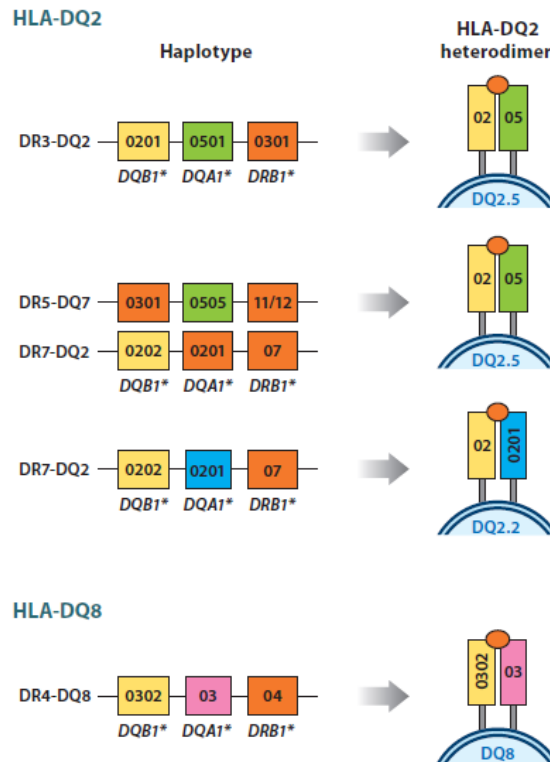 HLA-DQ2
Haplotype
HLA-DQ2
heterodimer
DR3-DQ2 0201 0501 0301
DQB1* DQA1* DRB1*
02 05
DQ2.5
DR5-DQ7 0301 0505 11/12
DR7-DQ2 0202 0201 07
DQB1* DQA1* DRB1*
02 05
DQ2.5
DR7-DQ2 0202 0201 07
DQB1* DQA1* DRB1*
02 0201
DQ2.2
HLA-DQ8
DR4-DQ8 0302 03 04
DQB1* DQA1* DRB1*
0302 03
DQ8